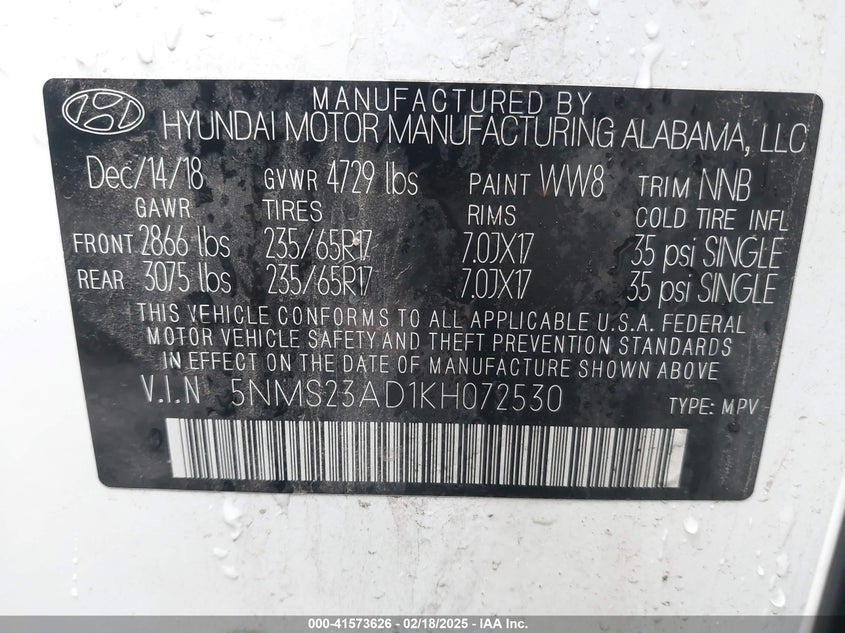 MANUFACTURED BY
HYUNDAI MOTOR MANUFACTURING ALABAMA, LLC
Dec/14/18 GVWR 4729 lbs PAINT WW8 TRIM NNB
GAWR TIRES RIMS COLD TIRE INFL
FRONT 2866 lbs 235/65R17 7.0JX17 35 psi SINGLE
REAR 3075 lbs 235/65R17 7.0JX17 35 psi SINGLE
THIS VEHICLE CONFORMS TO ALL APPLICABLE U.S.A. FEDERAL
MOTOR VEHICLE SAFETY AND THEFT PREVENTION STANDARDS
IN EFFECT ON THE DATE OF MANUFACTURE SHOWN ABOVE
V.I.N 5NMS23AD1KH072530 TYPE: MPV
000-41573626 - 02/18/2025 - IAA Inc.